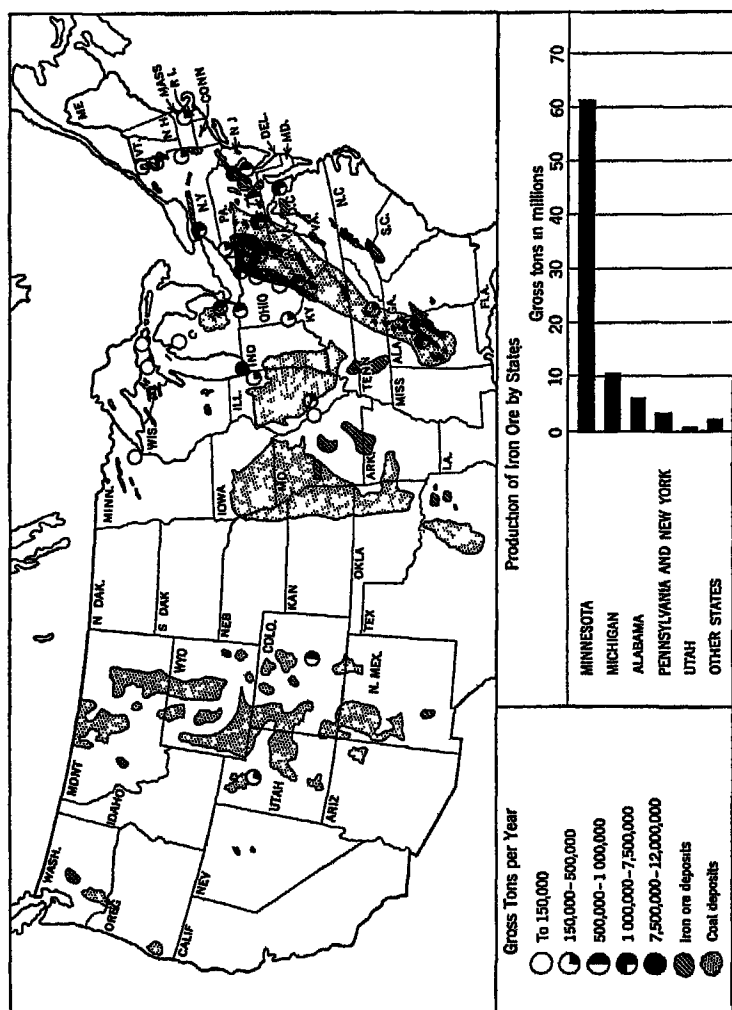 WASH.
MONT
N DAK.
MINN.
OREG
IDAHO
S DAK
WIS.
WYO
NEB
IOWA
CALIF
NEV
UTAH
COLO.
KAN
MO.
ILL.
IND
OHIO
PA.
N.Y
VT.
N H
ME
MASS
R I.
CONN
N J
DEL.
MD.
VA.
KY
N.C
TENN
S.C.
ARIZ
N. MEX.
OKLA
ARK
TEX
LA.
MISS
ALA
GA.
FLA.
Gross Tons per Year
To 150,000
150,000–500,000
500,000–1 000,000
1 000,000–7,500,000
7,500,000–12,000,000
Iron ore deposits
Coal deposits
Production of Iron Ore by States
Gross tons in millions
0 10 20 30 40 50 60 70
MINNESOTA
MICHIGAN
ALABAMA
PENNSYLVANIA AND NEW YORK
UTAH
OTHER STATES